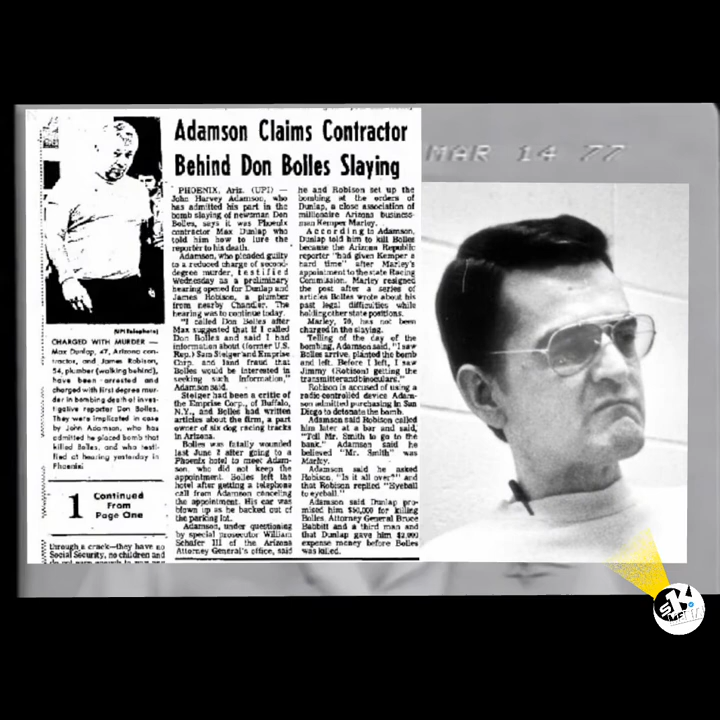 Adamson Claims Contractor
Behind Don Bolles Slaying
MAR 14 77
(UPI Telephoto)
CHARGED WITH MURDER —
Max Dunlap, 47, Arizona con-
tractor, and James Robison,
54, plumber (walking behind),
have been arrested and
charged with first degree mur-
der in bombing death of inves-
tigative reporter Don Bolles.
They were implicated in case
by John Adamson, who has
admitted he placed bomb that
killed Bolles, and who testi-
fied at hearing yesterday in
Phoenix.
1 Continued
From
Page One
through a crack—they have no
Social Security, no children and
PHOENIX, Ariz. (UPI) —
John Harvey Adamson, who
has admitted his part in the
bomb slaying of newsman Don
Bolles, says it was Phoenix
contractor Max Dunlap who
told him how to lure the
reporter to his death.
Adamson, who pleaded guilty
to a reduced charge of second-
degree murder, testified
Wednesday as a preliminary
hearing opened for Dunlap and
James Robison, a plumber
from nearby Chandler. The
hearing was to continue today.
"I called Don Bolles after
Max suggested that if I called
Don Bolles and said I had
information about (former U.S.
Rep.) Sam Steiger and Emprise
Corp. and land fraud that
Bolles would be interested in
seeking such information,"
Adamson said.
Steiger had been a critic of
the Emprise Corp., of Buffalo,
N.Y., and Bolles had written
articles about the firm, a part
owner of six dog racing tracks
in Arizona.
Bolles was fatally wounded
last June 2 after going to a
Phoenix hotel to meet Adam-
son, who did not keep the
appointment. Bolles left the
hotel after getting a telephone
call from Adamson canceling
the appointment. His car was
blown up as he backed out of
the parking lot.
Adamson, under questioning
by special prosecutor William
Schafer III of the Arizona
Attorney General's office, said
he and Robison set up the
bombing at the orders of
Dunlap, a close association of
millionaire Arizona business-
man Kemper Marley.
According to Adamson,
Dunlap told him to kill Bolles
because the Arizona Republic
reporter "had given Kemper a
hard time" after Marley's
appointment to the state Racing
Commission. Marley resigned
the post after a series of
articles Bolles wrote about his
past legal difficulties while
holding other state positions.
Marley, 70, has not been
charged in the slaying.
Telling of the day of the
bombing, Adamson said, "I saw
Bolles arrive, planted the bomb
and left. Before I left, I saw
Jimmy (Robison) getting the
transmitter and binoculars."
Robison is accused of using a
radio controlled device Adam-
son admitted purchasing in San
Diego to detonate the bomb.
Adamson said Robison called
him later at a bar and said,
"Tell Mr. Smith to go to the
bank." Adamson said he
believed "Mr. Smith" was
Marley.
Adamson said he asked
Robison, "Is it all over?" and
that Robison replied "Eyeball
to eyeball."
Adamson said Dunlap pro-
mised him $50,000 for killing
Bolles, Attorney General Bruce
Babbitt and a third man and
that Dunlap gave him $2,000
expense money before Bolles
was killed.